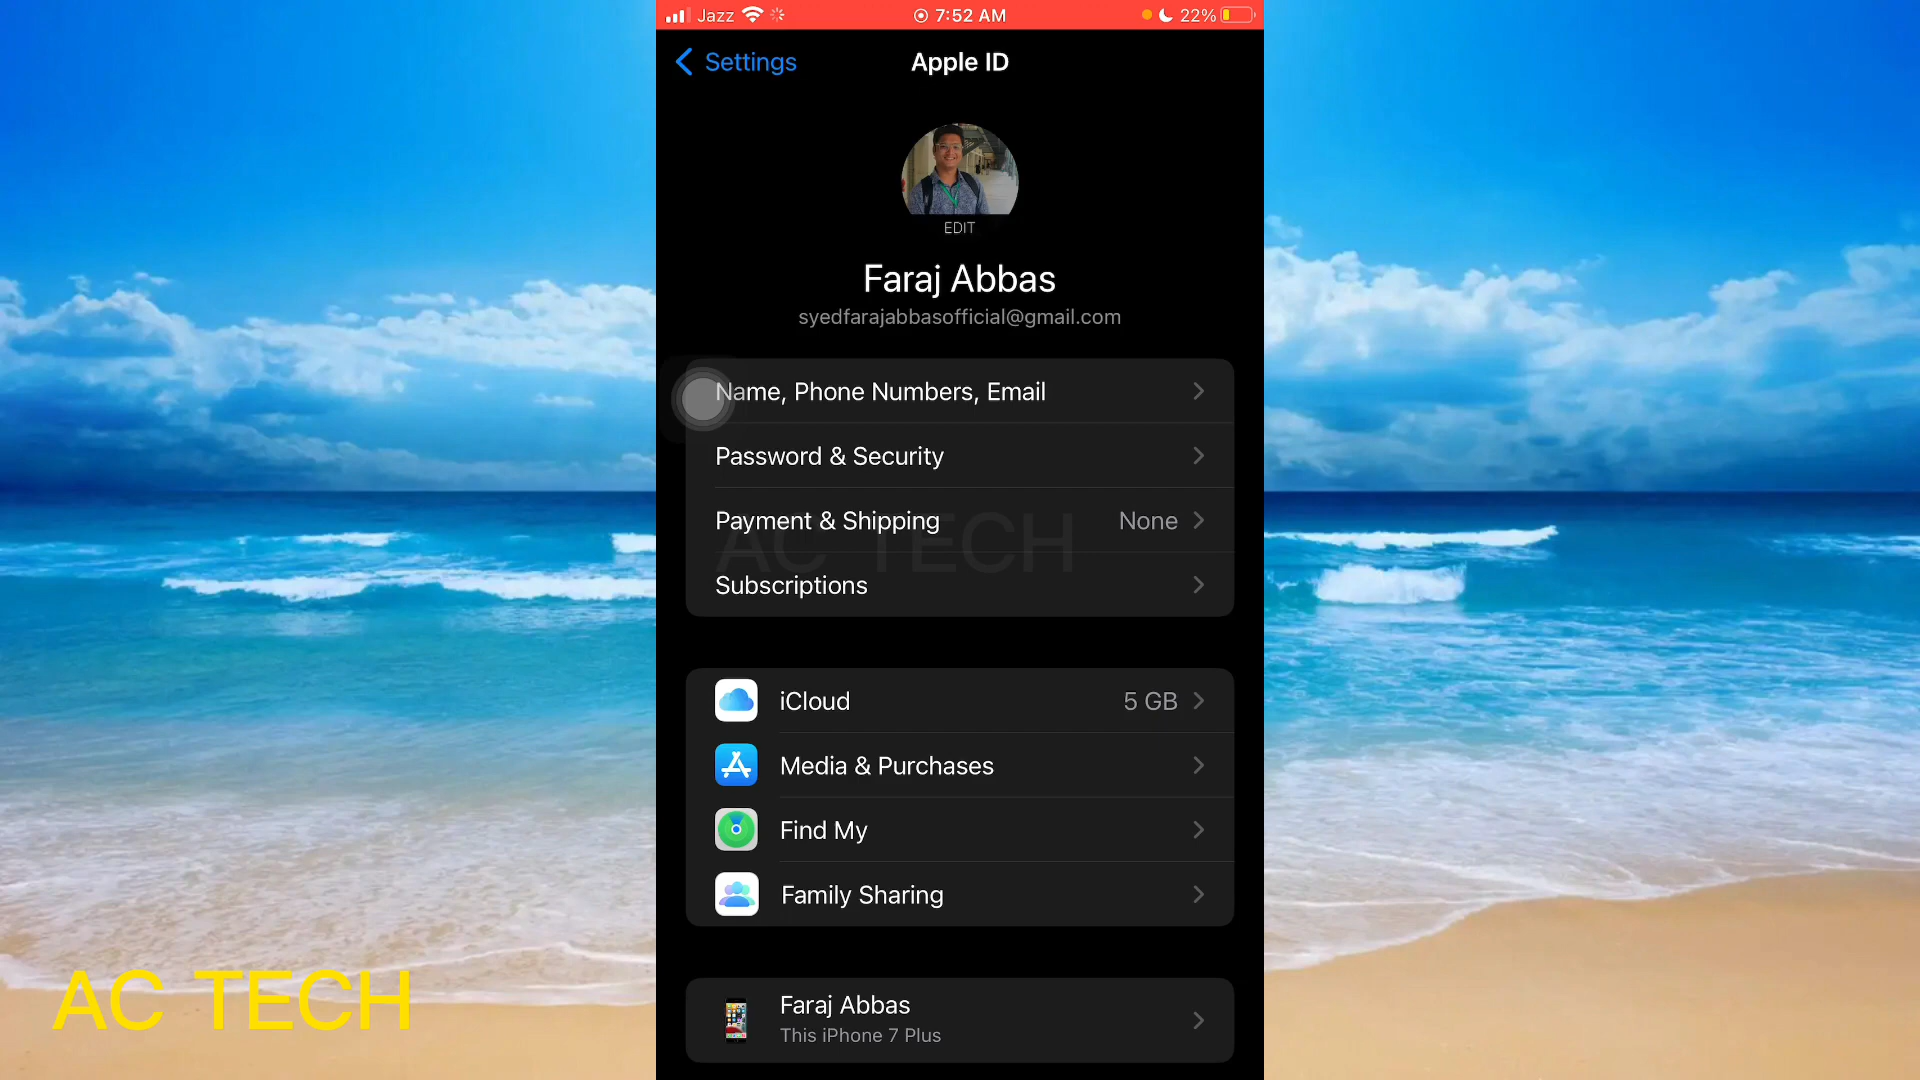 Jazz 7:52 AM 22%
Settings Apple ID
EDIT
Faraj Abbas
syedfarajabbasofficial@gmail.com
Name, Phone Numbers, Email
Password & Security
Payment & Shipping None
AC TECH
Subscriptions
iCloud 5 GB
Media & Purchases
Find My
Family Sharing
Faraj Abbas
This iPhone 7 Plus
AC TECH